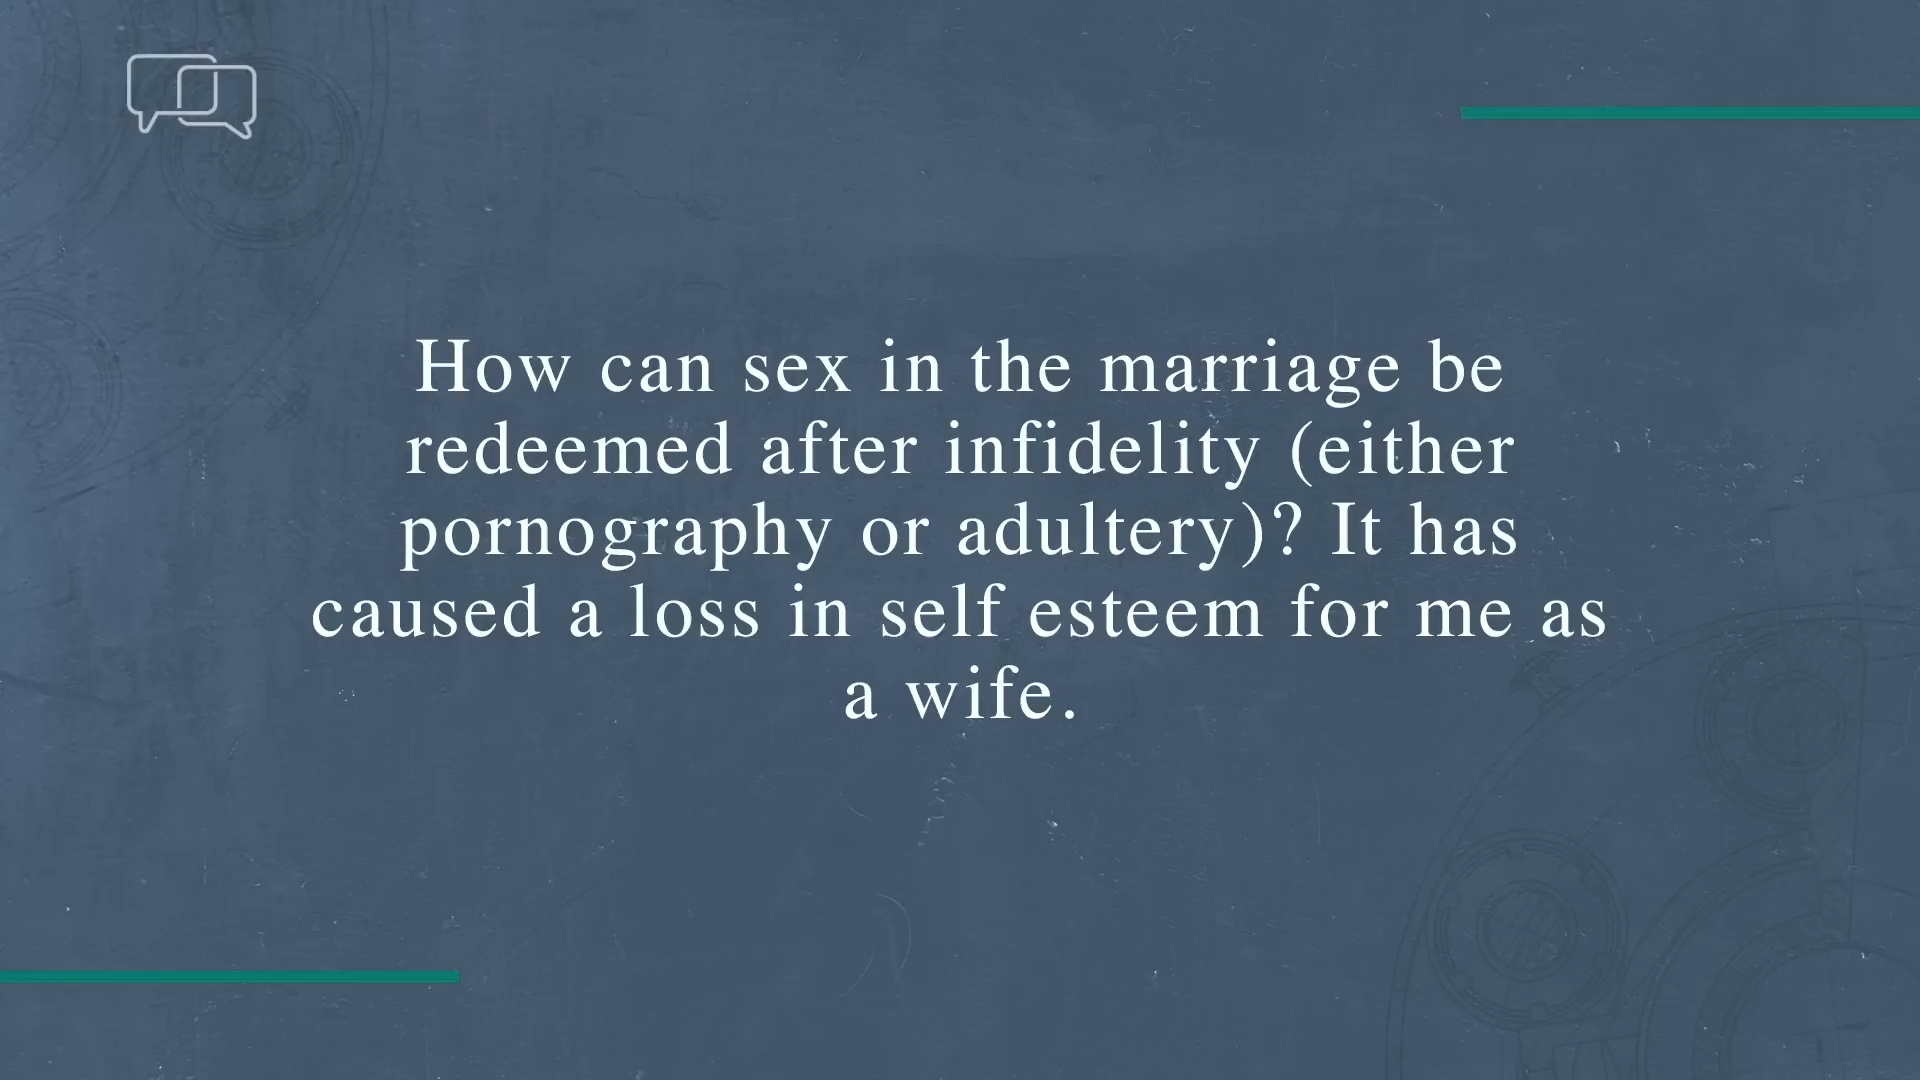 How can sex in the marriage be
redeemed after infidelity (either
pornography or adultery)? It has
caused a loss in self esteem for me as
a wife.